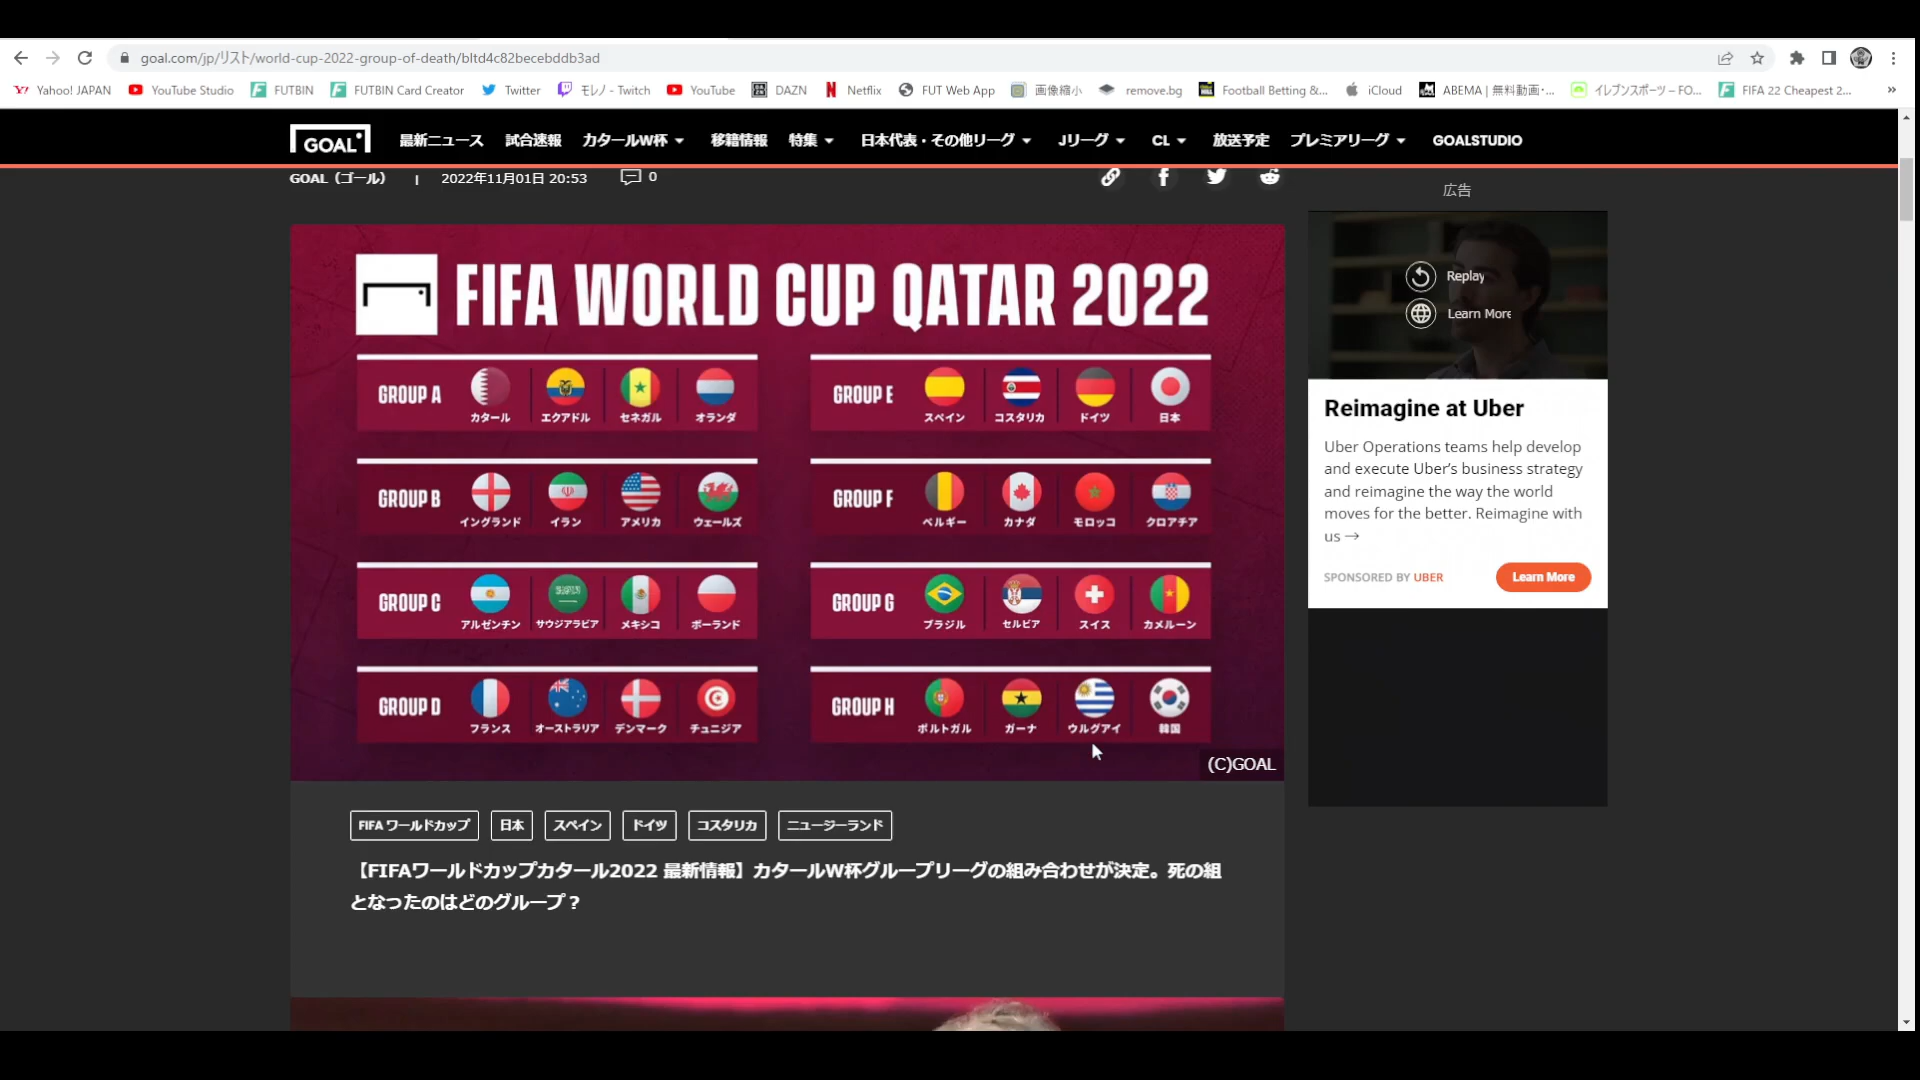 goal.com/jp/リスト/world-cup-2022-group-of-death/bltd4c82becebddb3ad
Yahoo! JAPAN YouTube Studio FUTBIN FUTBIN Card Creator Twitter モレノ - Twitch YouTube DAZN Netflix FUT Web App 画像縮小 remove.bg Football Betting &... iCloud ABEMA | 無料動画・... イレブンスポーツ – FO... FIFA 22 Cheapest 2... »
GOAL 最新ニュース 試合速報 カタールW杯 移籍情報 特集 日本代表・その他リーグ Jリーグ CL 放送予定 プレミアリーグ GOALSTUDIO
GOAL（ゴール） | 2022年11月01日 20:53 0
広告
FIFA WORLD CUP QATAR 2022
GROUP A カタール エクアドル セネガル オランダ
GROUP B イングランド イラン アメリカ ウェールズ
GROUP C アルゼンチン サウジアラビア メキシコ ポーランド
GROUP D フランス オーストラリア デンマーク チュニジア
GROUP E スペイン コスタリカ ドイツ 日本
GROUP F ベルギー カナダ モロッコ クロアチア
GROUP G ブラジル セルビア スイス カメルーン
GROUP H ポルトガル ガーナ ウルグアイ 韓国
(C)GOAL
FIFA ワールドカップ 日本 スペイン ドイツ コスタリカ ニュージーランド
【FIFAワールドカップカタール2022 最新情報】カタールW杯グループリーグの組み合わせが決定。死の組
となったのはどのグループ？
Replay
Learn More
Reimagine at Uber
Uber Operations teams help develop
and execute Uber's business strategy
and reimagine the way the world
moves for the better. Reimagine with
us →
SPONSORED BY UBER
Learn More